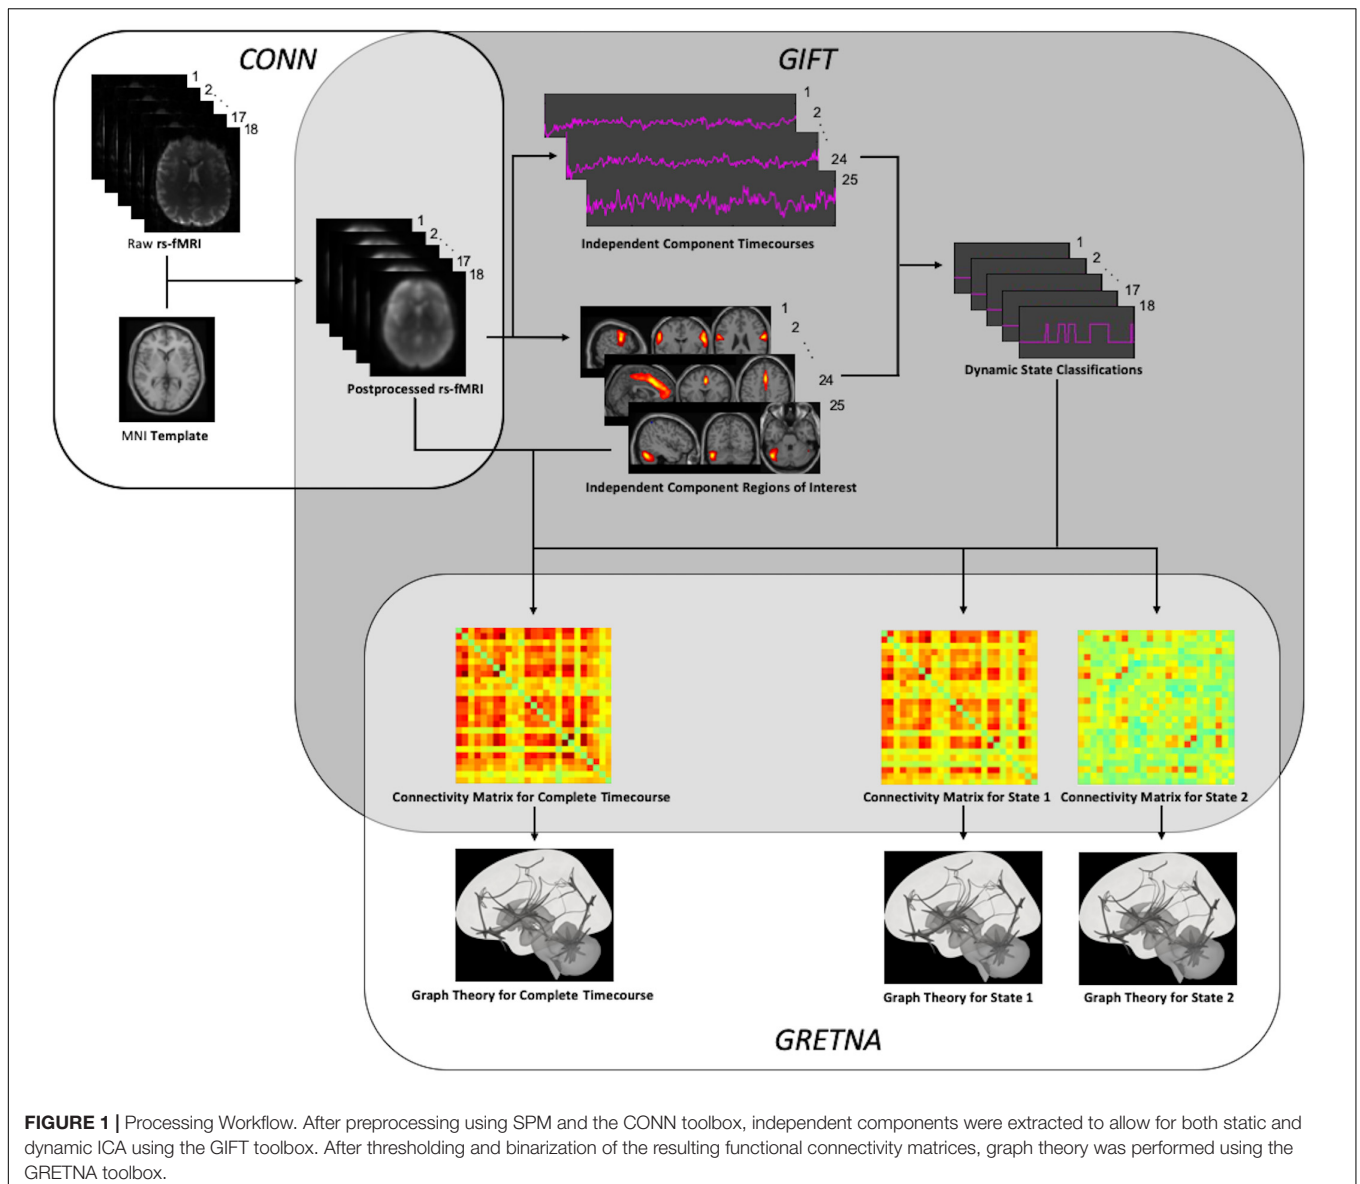 CONN
GIFT
1
2
17
18
Raw rs-fMRI
MNI Template
1
2
17
18
Postprocessed rs-fMRI
1
2
24
25
Independent Component Timecourses
1
2
24
25
Independent Component Regions of Interest
1
2
17
18
Dynamic State Classifications
Connectivity Matrix for Complete Timecourse
Connectivity Matrix for State 1
Connectivity Matrix for State 2
Graph Theory for Complete Timecourse
Graph Theory for State 1
Graph Theory for State 2
GRETNA
FIGURE 1 | Processing Workflow. After preprocessing using SPM and the CONN toolbox, independent components were extracted to allow for both static and
dynamic ICA using the GIFT toolbox. After thresholding and binarization of the resulting functional connectivity matrices, graph theory was performed using the
GRETNA toolbox.